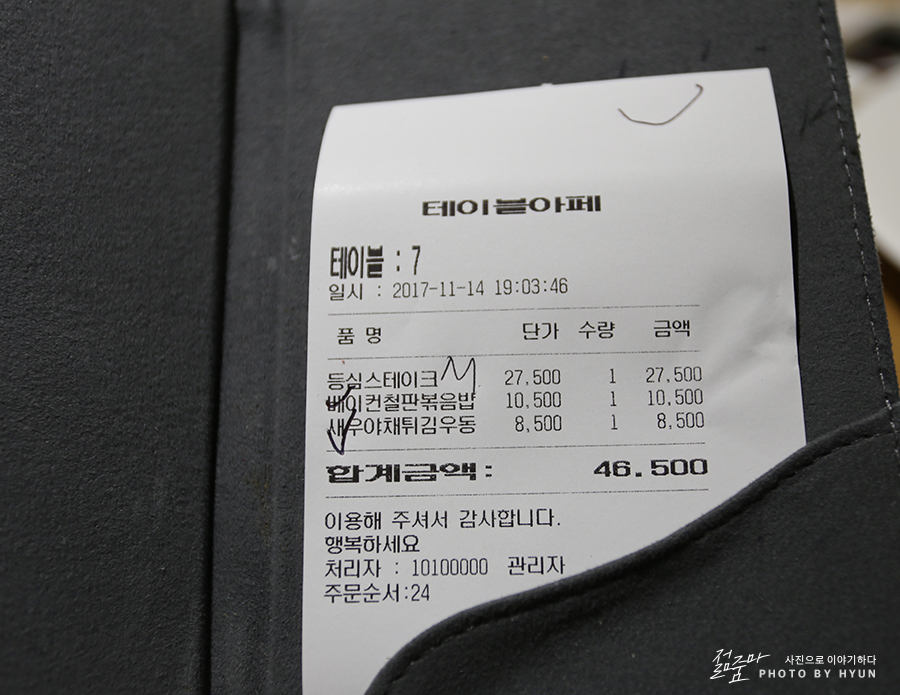 테이블아페
테이블 : 7
일시 : 2017-11-14 19:03:46
품 명 단가 수량 금액
등심스테이크 M 27,500 1 27,500
베이컨철판볶음밥 10,500 1 10,500
새우야채튀김우동 8,500 1 8,500
합계금액: 46.500
이용해 주셔서 감사합니다.
행복하세요
처리자 : 10100000 관리자
주문순서:24
젊줌마 사진으로 이야기하다
PHOTO BY HYUN